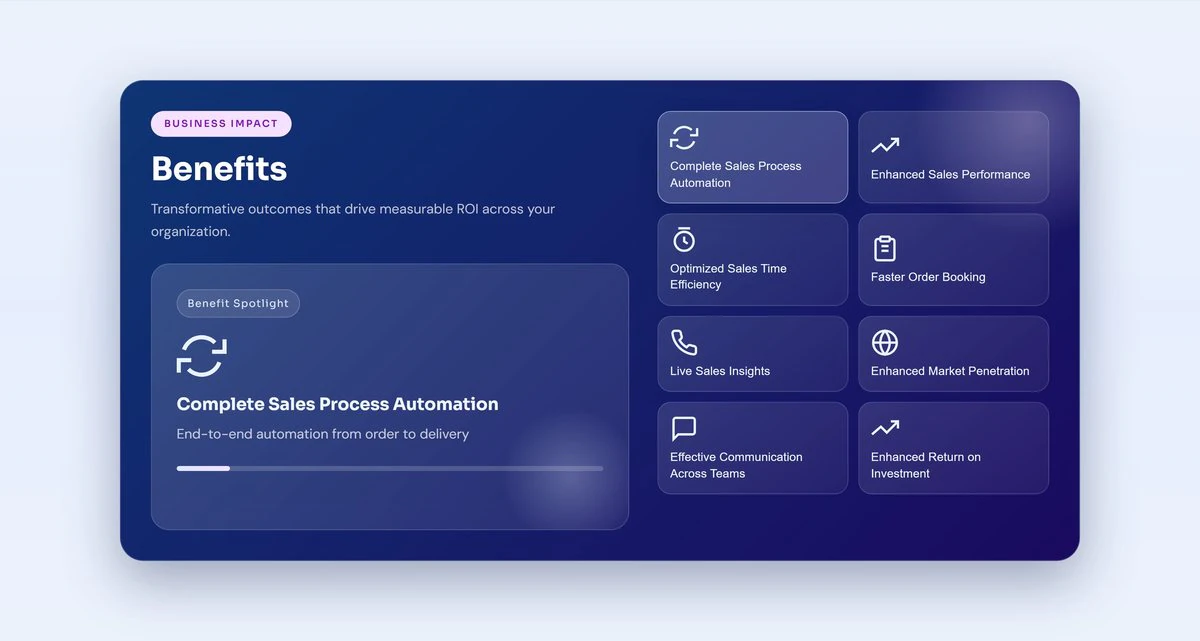 BUSINESS IMPACT
Benefits
Transformative outcomes that drive measurable ROI across your
organization.
Benefit Spotlight
Complete Sales Process Automation
End-to-end automation from order to delivery
Complete Sales Process
Automation
Enhanced Sales Performance
Optimized Sales Time
Efficiency
Faster Order Booking
Live Sales Insights
Enhanced Market Penetration
Effective Communication
Across Teams
Enhanced Return on
Investment